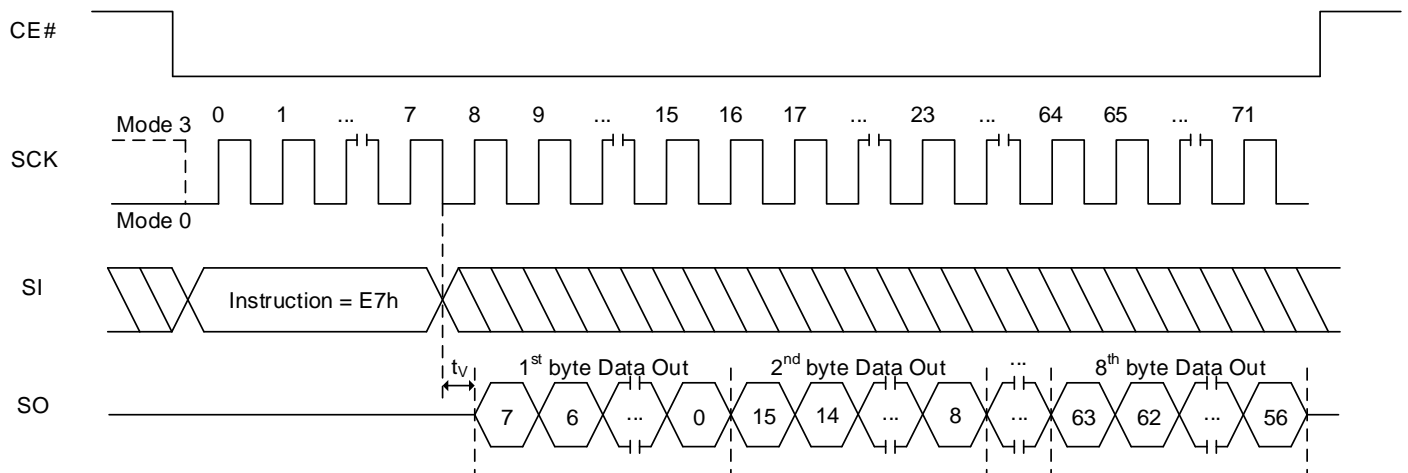 CE#
0 1 ... 7 8 9 ... 15 16 17 ... 23 ... 64 65 ... 71
Mode 3
SCK
Mode 0
SI
Instruction = E7h
tV 1st byte Data Out 2nd byte Data Out ... 8th byte Data Out
SO
7 6 ... 0 15 14 ... 8 ... 63 62 ... 56